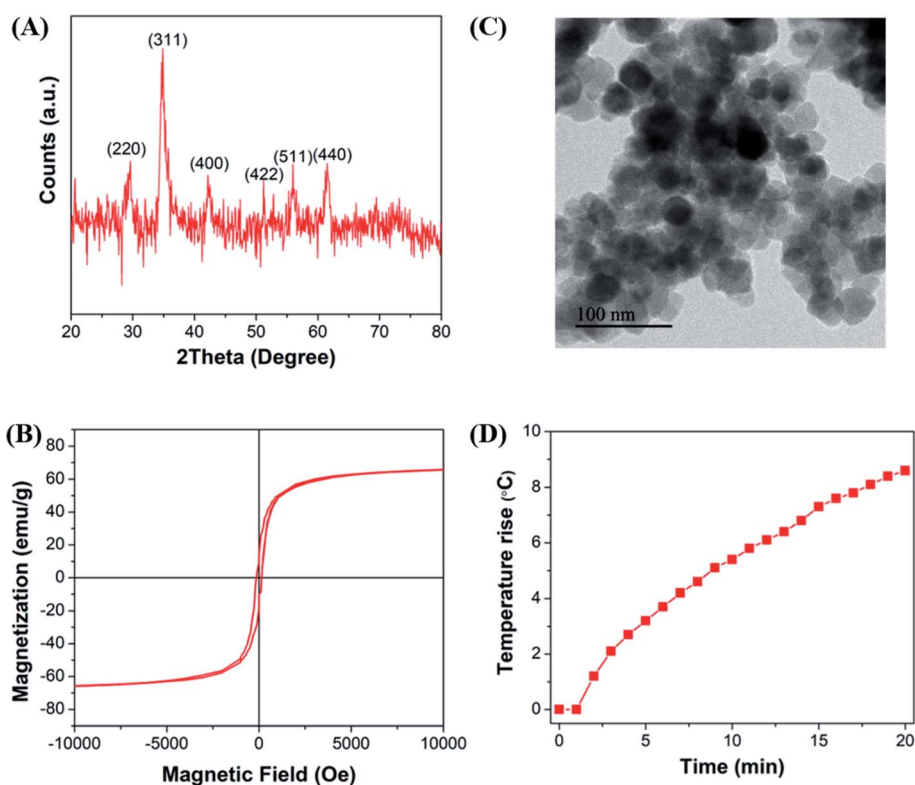 (A)
(311)
(220)
(400)
(422)
(511)
(440)
Counts (a.u.)
20 30 40 50 60 70 80
2Theta (Degree)
(C)
100 nm
(B)
80
60
40
20
0
-20
-40
-60
-80
Magnetization (emu/g)
-10000 -5000 0 5000 10000
Magnetic Field (Oe)
(D)
10
8
6
4
2
0
Temperature rise (°C)
0 5 10 15 20
Time (min)